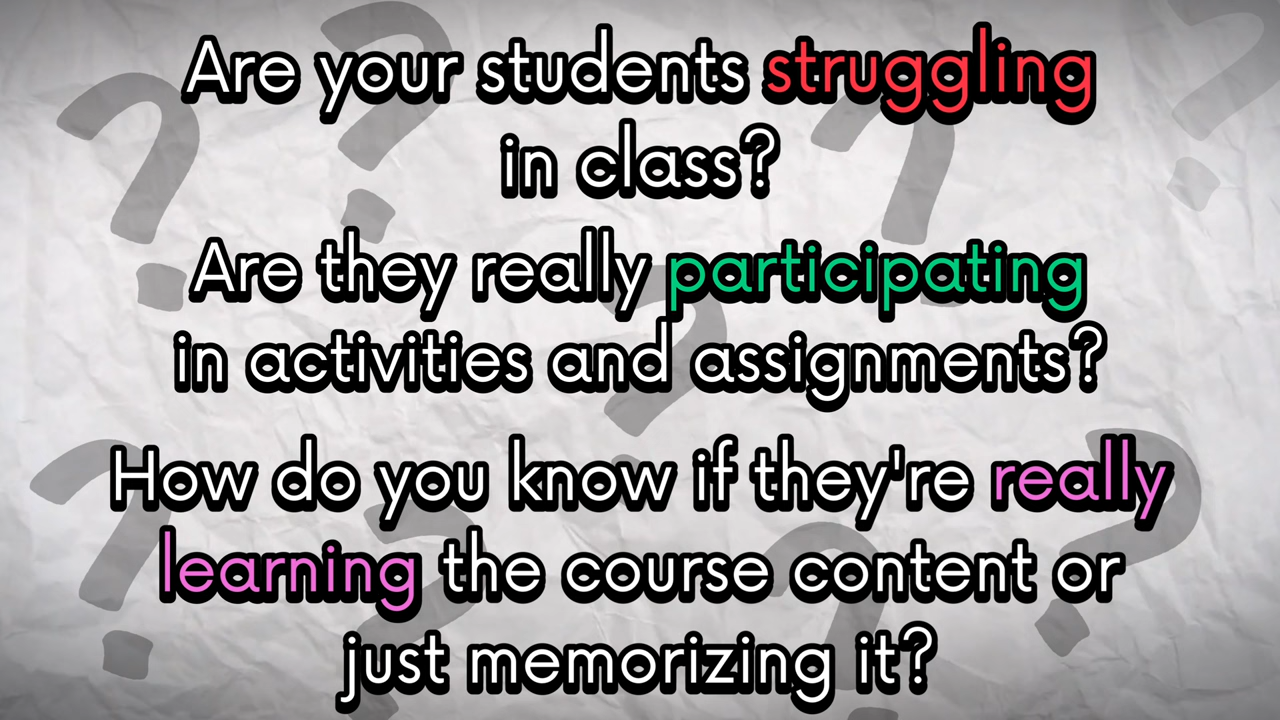 Are your students struggling
in class?
Are they really participating
in activities and assignments?
How do you know if they're really
learning the course content or
just memorizing it?